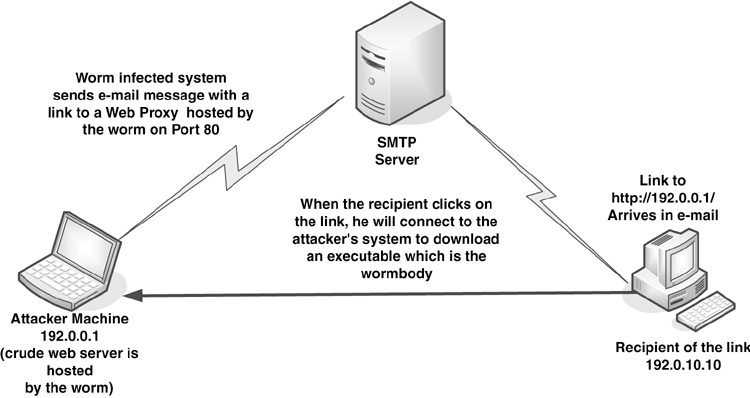 Worm infected system
sends e-mail message with a
link to a Web Proxy hosted by
the worm on Port 80
SMTP
Server
Link to
http://192.0.0.1/
Arrives in e-mail
When the recipient clicks on
the link, he will connect to the
attacker's system to download
an executable which is the
wormbody
Attacker Machine
192.0.0.1
(crude web server is
hosted
by the worm)
Recipient of the link
192.0.10.10